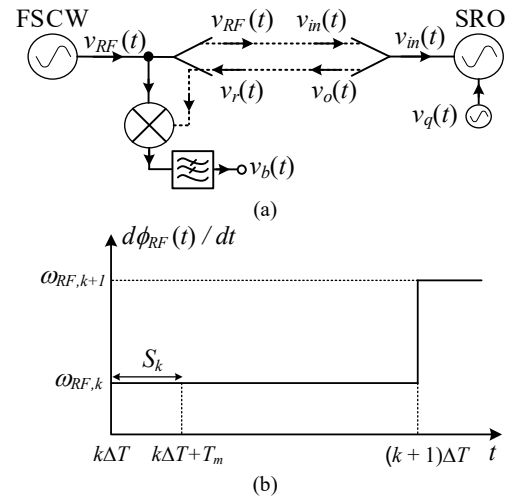 FSCW SRO
v_RF(t) v_RF(t) v_in(t) v_in(t)
v_r(t) v_o(t) v_q(t)
v_b(t)
(a)
dϕ_RF(t) / dt
ω_RF,k+1
S_k
ω_RF,k
kΔT kΔT+T_m (k + 1)ΔT t
(b)